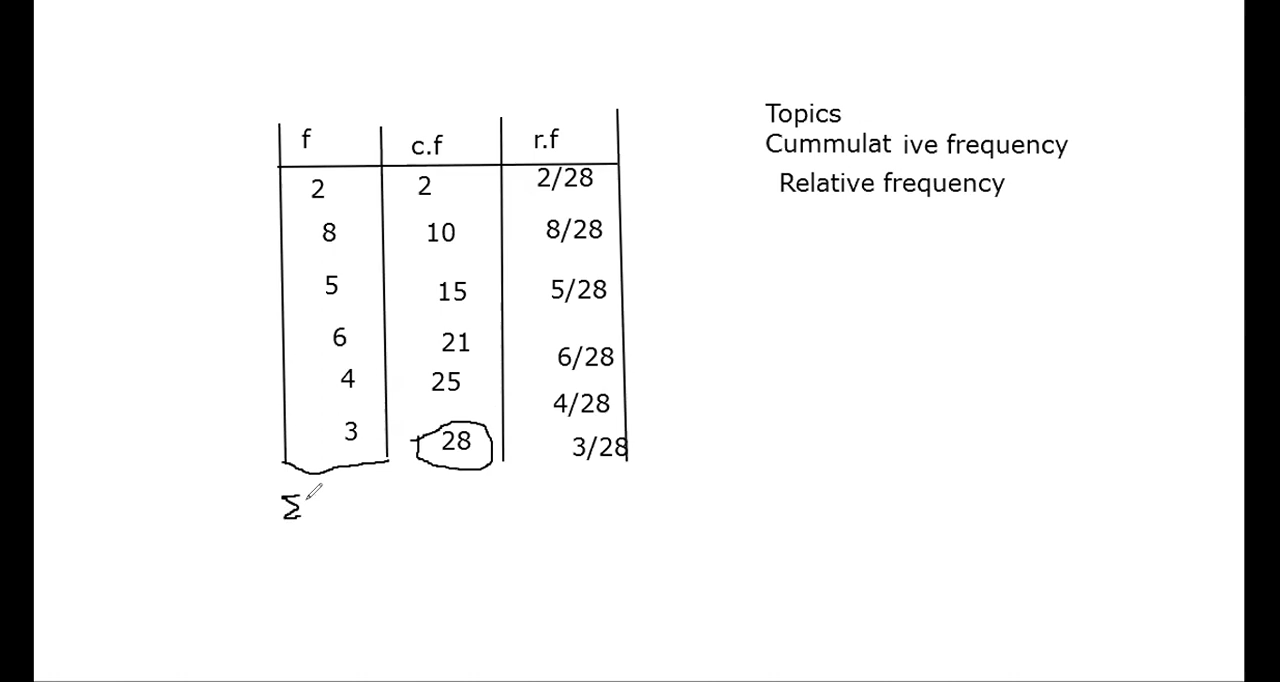 f c.f r.f
2 2 2/28
8 10 8/28
5 15 5/28
6 21 6/28
4 25 4/28
3 28 3/28
Σ
Topics
Cummulat ive frequency
Relative frequency